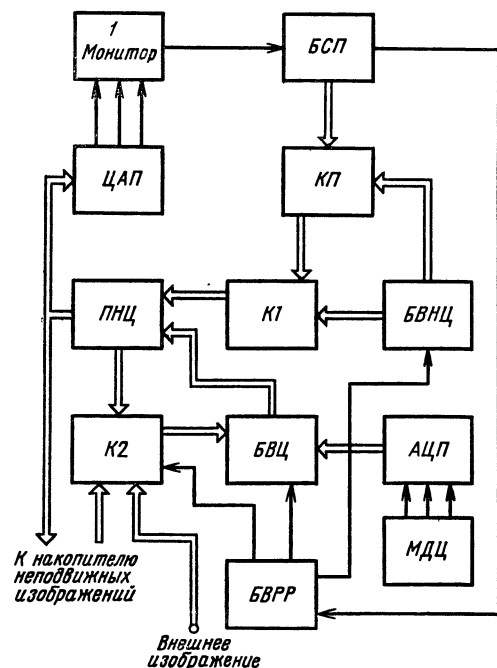 1
Монитор
БСП
ЦАП
КП
ПНЦ
К1
БВНЦ
К2
БВЦ
АЦП
МДЦ
БВРР
К накопителю
неподвижных
изображений
Внешнее
изображение